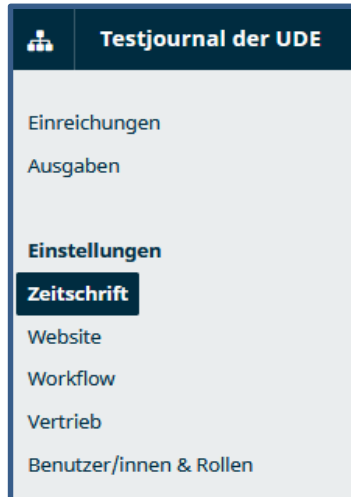 Testjournal der UDE
Einreichungen
Ausgaben
Einstellungen
Zeitschrift
Website
Workflow
Vertrieb
Benutzer/innen & Rollen